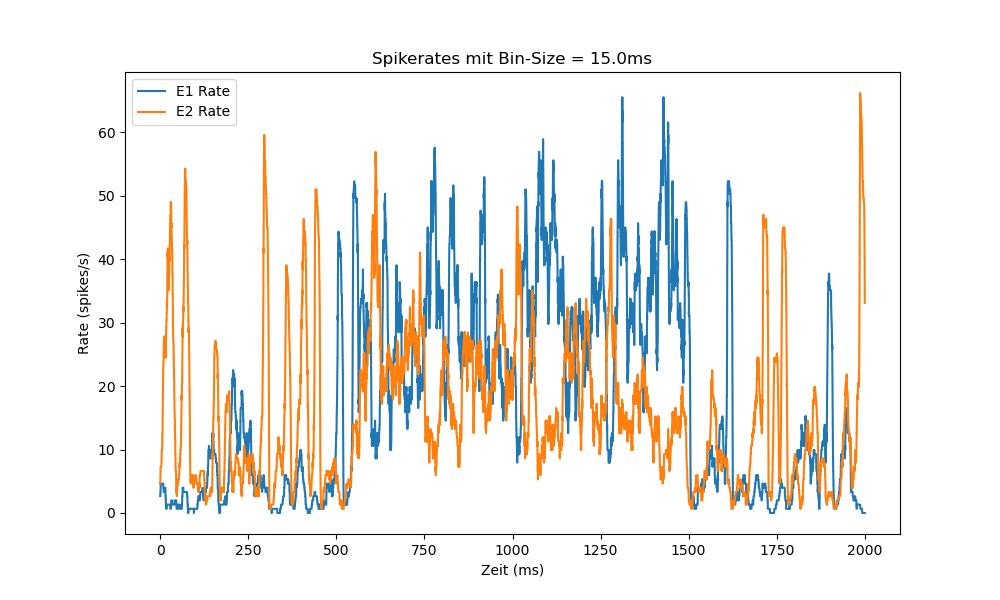 Spikerates mit Bin-Size = 15.0ms
E1 Rate
E2 Rate
Rate (spikes/s)
60
50
40
30
20
10
0
0 250 500 750 1000 1250 1500 1750 2000
Zeit (ms)